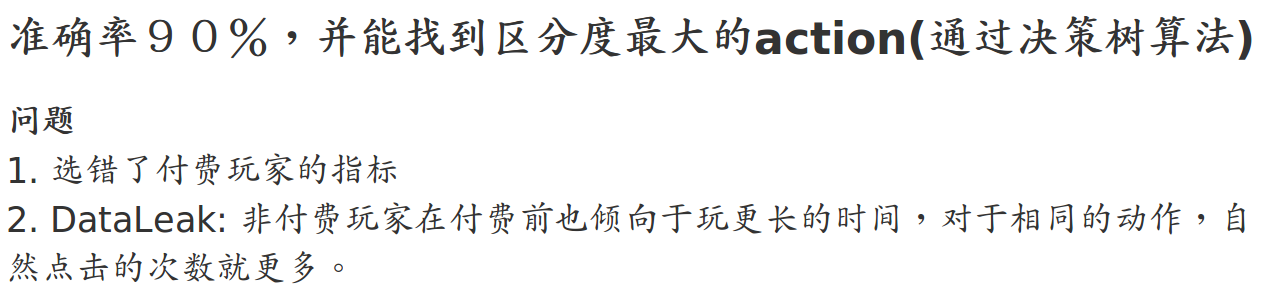 准确率９０％，并能找到区分度最大的action(通过决策树算法)
问题
1. 选错了付费玩家的指标
2. DataLeak: 非付费玩家在付费前也倾向于玩更长的时间，对于相同的动作，自
然点击的次数就更多。